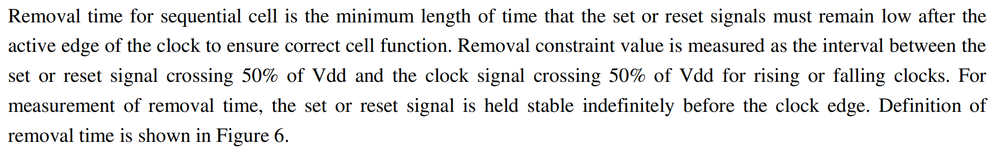 Removal time for sequential cell is the minimum length of time that the set or reset signals must remain low after the
active edge of the clock to ensure correct cell function. Removal constraint value is measured as the interval between the
set or reset signal crossing 50% of Vdd and the clock signal crossing 50% of Vdd for rising or falling clocks. For
measurement of removal time, the set or reset signal is held stable indefinitely before the clock edge. Definition of
removal time is shown in Figure 6.